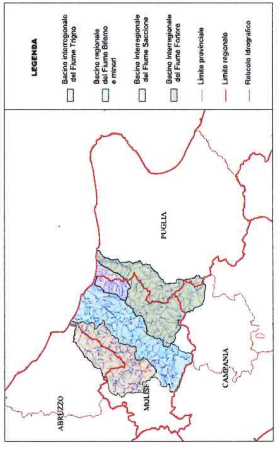 LEGENDA
Bacino interregionale
del Fiume Trigno
Bacino regionale
del Fiume Biferno
e minori
Bacino interregionale
del Fiume Saccione
Bacino interregionale
del Fiume Fortore
Limite provinciale
Limite regionale
Reticolo idrografico
ABRUZZO
MOLISE
CAMPANIA
PUGLIA